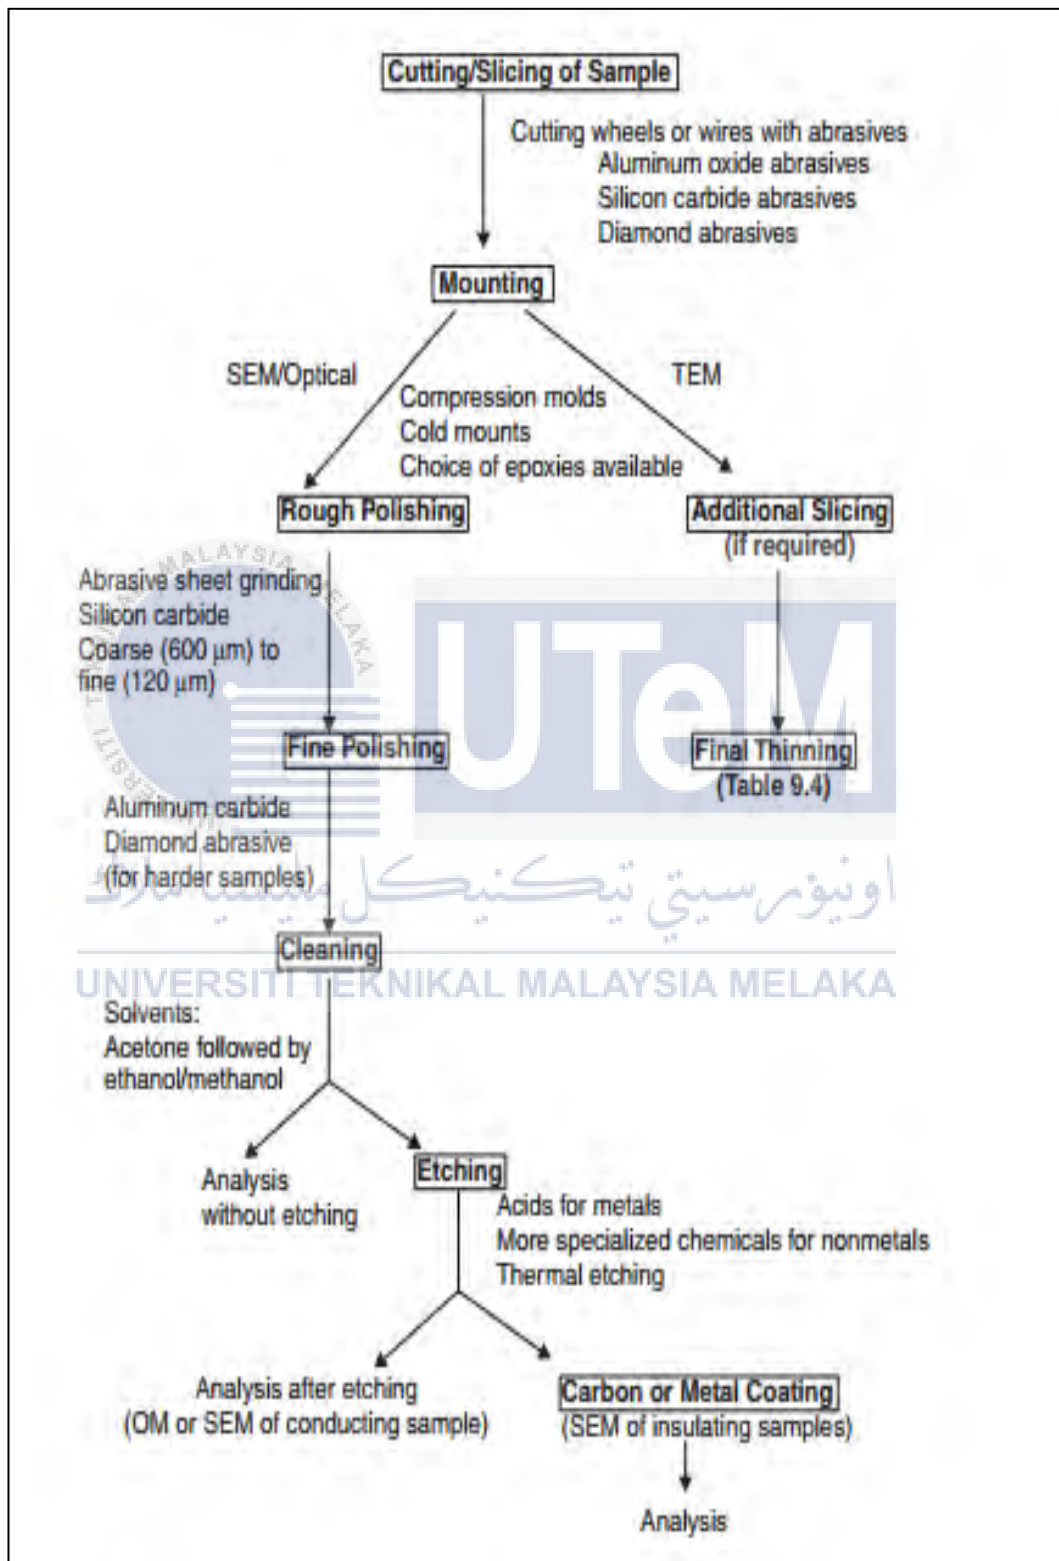 Cutting/Slicing of Sample
Cutting wheels or wires with abrasives
Aluminum oxide abrasives
Silicon carbide abrasives
Diamond abrasives
Mounting
SEM/Optical
TEM
Compression molds
Cold mounts
Choice of epoxies available
Rough Polishing
Additional Slicing
(if required)
Abrasive sheet grinding
Silicon carbide
Coarse (600 μm) to
fine (120 μm)
UTeM
Fine Polishing
Final Thinning
(Table 9.4)
Aluminum carbide
Diamond abrasive
(for harder samples)
اونيۏرسيتي تيكنيكل مليسيا ملاك
Cleaning
UNIVERSITI TEKNIKAL MALAYSIA MELAKA
Solvents:
Acetone followed by
ethanol/methanol
Analysis
without etching
Etching
Acids for metals
More specialized chemicals for nonmetals
Thermal etching
Analysis after etching
(OM or SEM of conducting sample)
Carbon or Metal Coating
(SEM of insulating samples)
Analysis